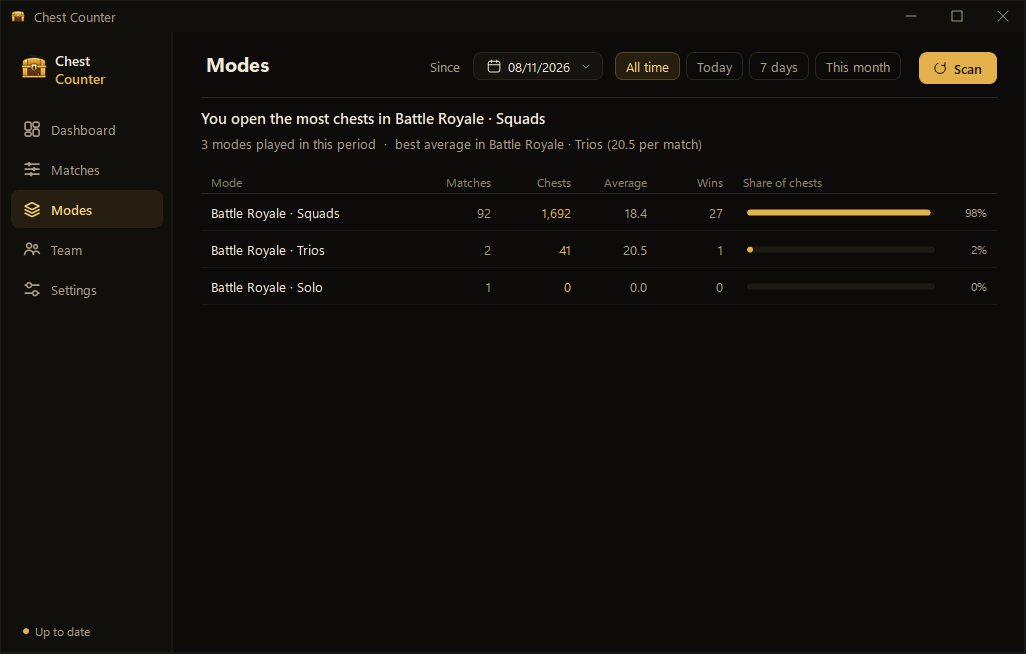 Chest Counter
Chest
Counter
Dashboard
Matches
Modes
Team
Settings
Up to date
Modes
Since 08/11/2026 All time Today 7 days This month Scan
You open the most chests in Battle Royale · Squads
3 modes played in this period · best average in Battle Royale · Trios (20.5 per match)
Mode Matches Chests Average Wins Share of chests
Battle Royale · Squads 92 1,692 18.4 27 98%
Battle Royale · Trios 2 41 20.5 1 2%
Battle Royale · Solo 1 0 0.0 0 0%